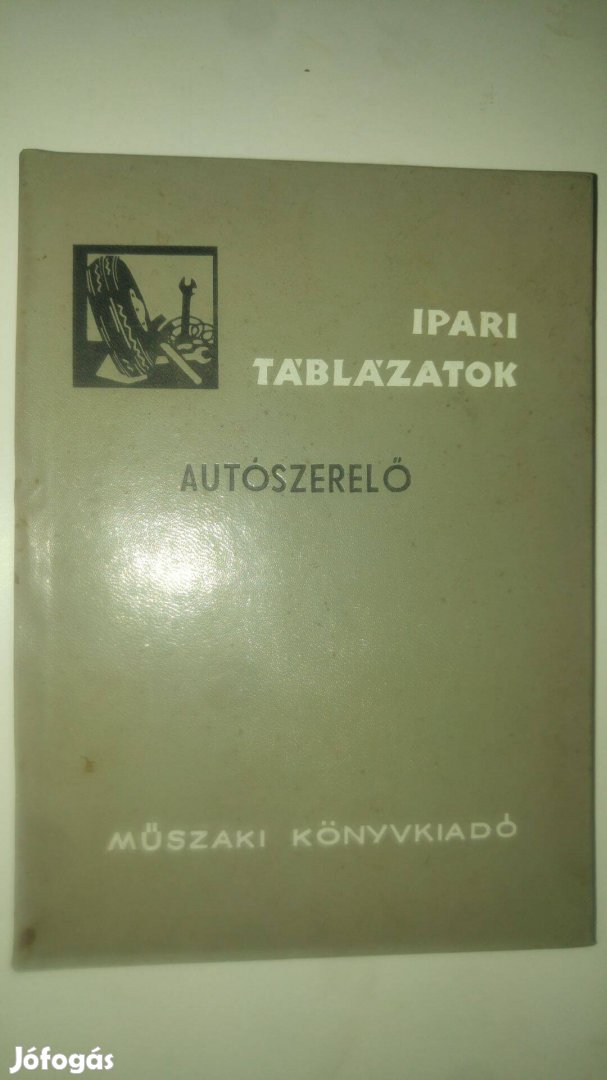 IPARI
TÁBLÁZATOK
AUTÓSZERELŐ
MŰSZAKI KÖNYVKIADÓ
Jófogás